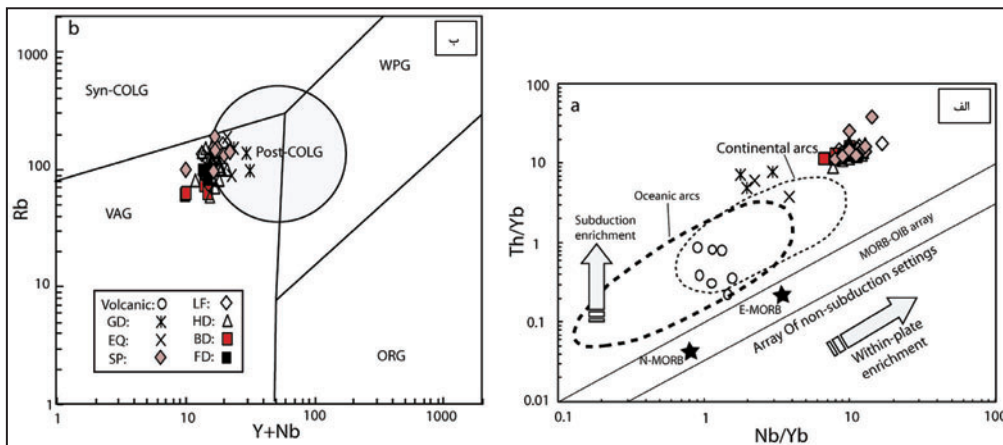 b
ب
1000
100
10
1
Rb
Syn-COLG
WPG
Post-COLG
VAG
ORG
Volcanic:
LF:
GD:
HD:
EQ:
BD:
SP:
FD:
1
10
100
1000
Y+Nb
a
الف
100
10
1
0.1
0.01
Th/Yb
Continental arcs
Oceanic arcs
Subduction
enrichment
MORB-OIB array
E-MORB
N-MORB
Array Of non-subduction settings
Within-plate
enrichment
0.1
1
10
100
Nb/Yb